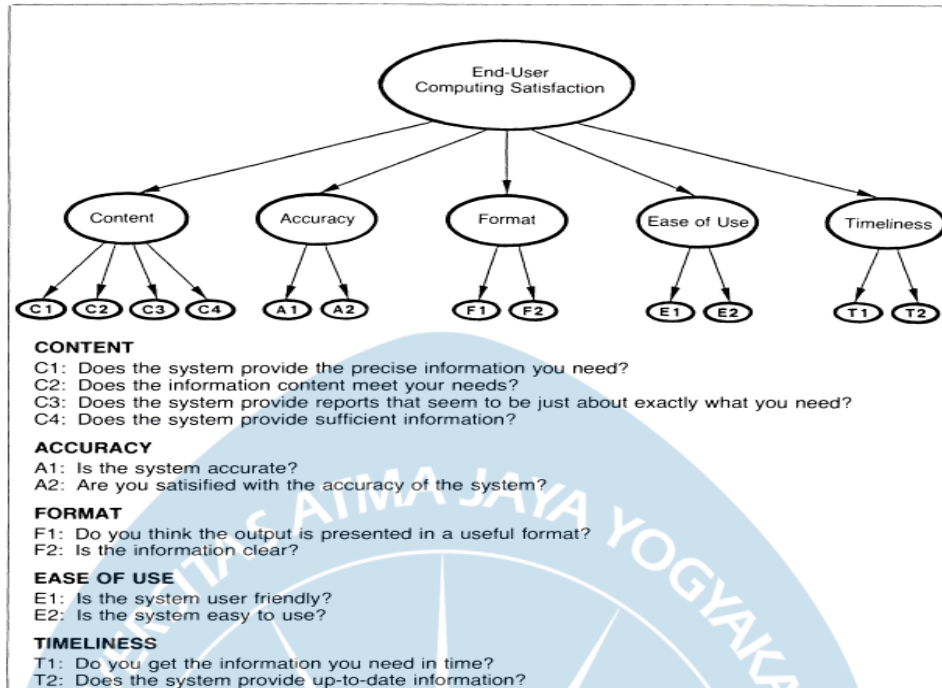 End-User
Computing Satisfaction
Content
Accuracy
Format
Ease of Use
Timeliness
C1 C2 C3 C4 A1 A2 F1 F2 E1 E2 T1 T2
CONTENT
C1: Does the system provide the precise information you need?
C2: Does the information content meet your needs?
C3: Does the system provide reports that seem to be just about exactly what you need?
C4: Does the system provide sufficient information?
ACCURACY
A1: Is the system accurate?
A2: Are you satisified with the accuracy of the system?
FORMAT
F1: Do you think the output is presented in a useful format?
F2: Is the information clear?
EASE OF USE
E1: Is the system user friendly?
E2: Is the system easy to use?
TIMELINESS
T1: Do you get the information you need in time?
T2: Does the system provide up-to-date information?
VERSITAS ATMA JAYA YOGYAKA